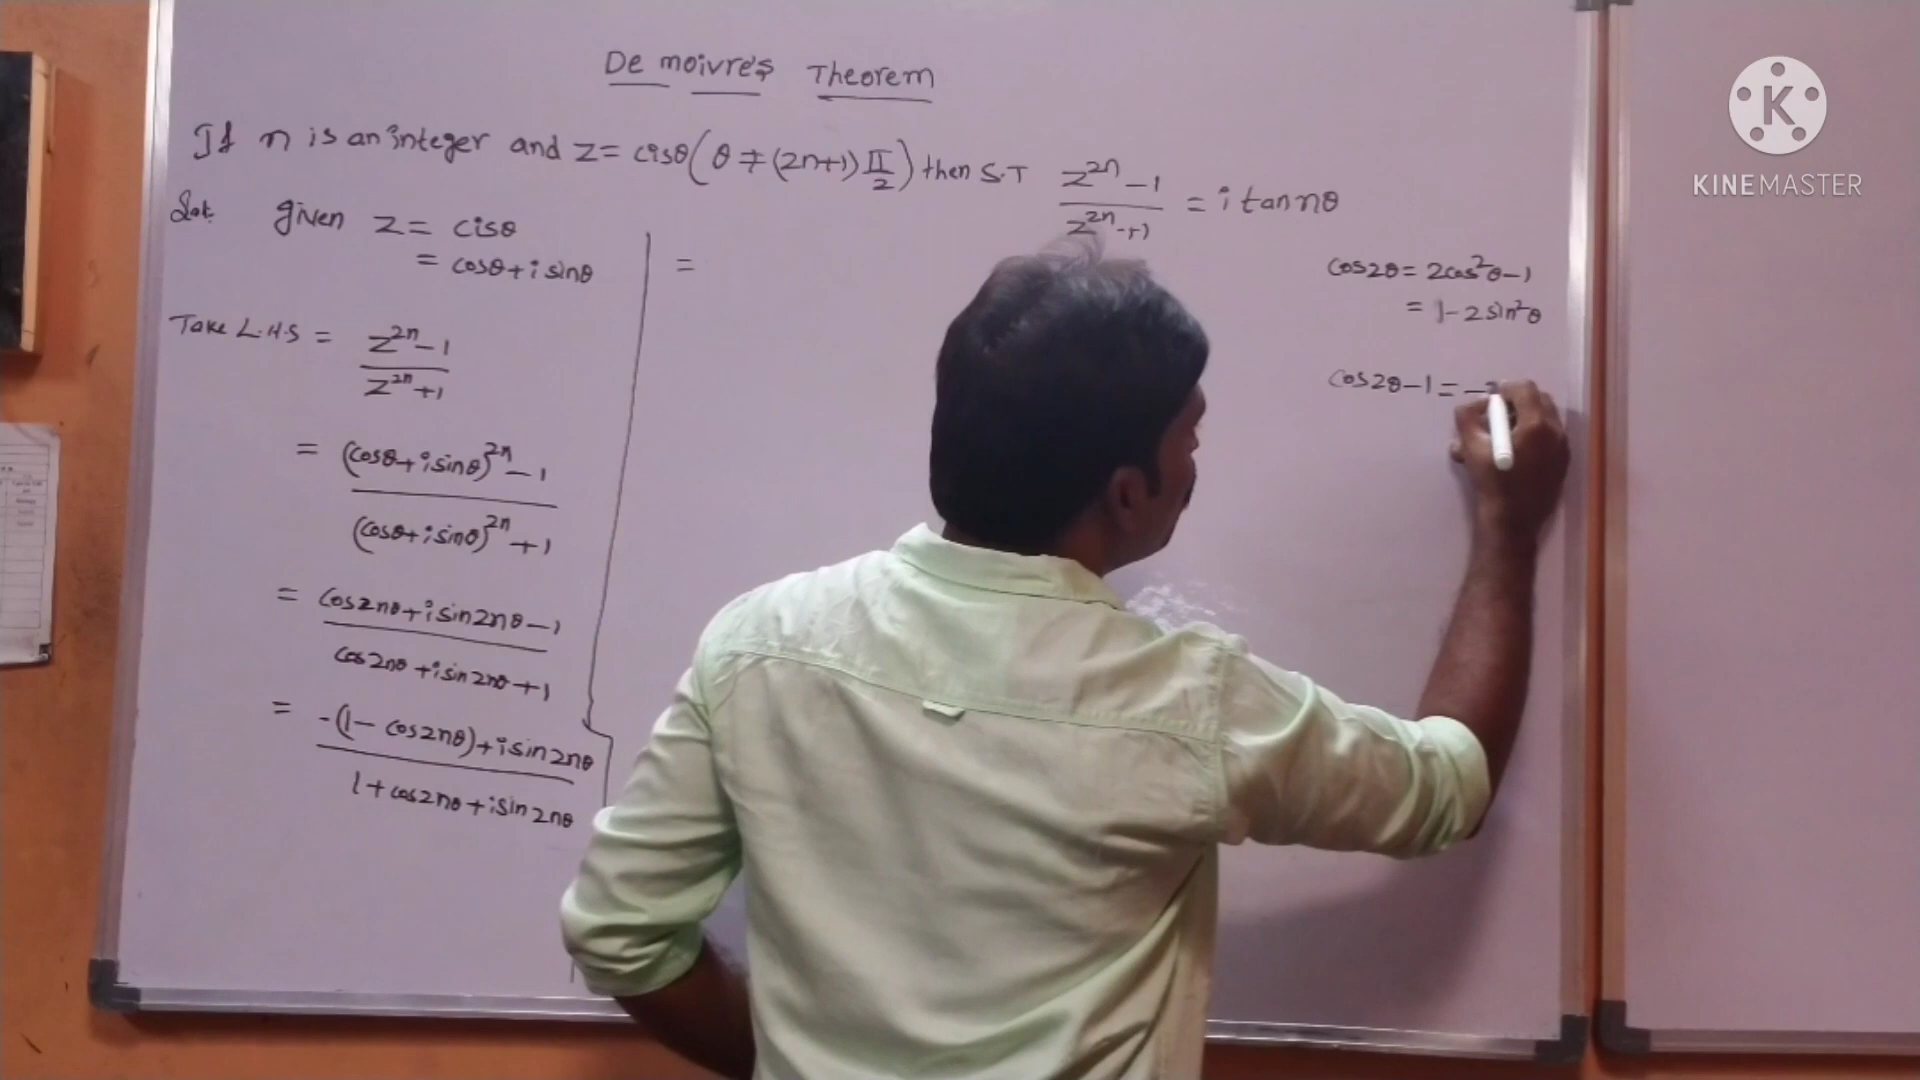 De moivre's Theorem
If n is an integer and z = cisθ (θ ≠ (2n+1) π/2) then S.T (z^2n - 1)/(z^2n + 1) = i tan nθ
Sol: given z = cisθ
= cosθ + i sinθ
Take L.H.S = (z^2n - 1)/(z^2n + 1)
= ((cosθ + i sinθ)^2n - 1)/((cosθ + i sinθ)^2n + 1)
= (cos2nθ + i sin2nθ - 1)/(cos2nθ + i sin2nθ + 1)
= (-(1 - cos2nθ) + i sin2nθ)/(1 + cos2nθ + i sin2nθ)
=
cos2θ = 2cos²θ - 1
= 1 - 2sin²θ
cos2θ - 1 = -2
K
KINEMASTER